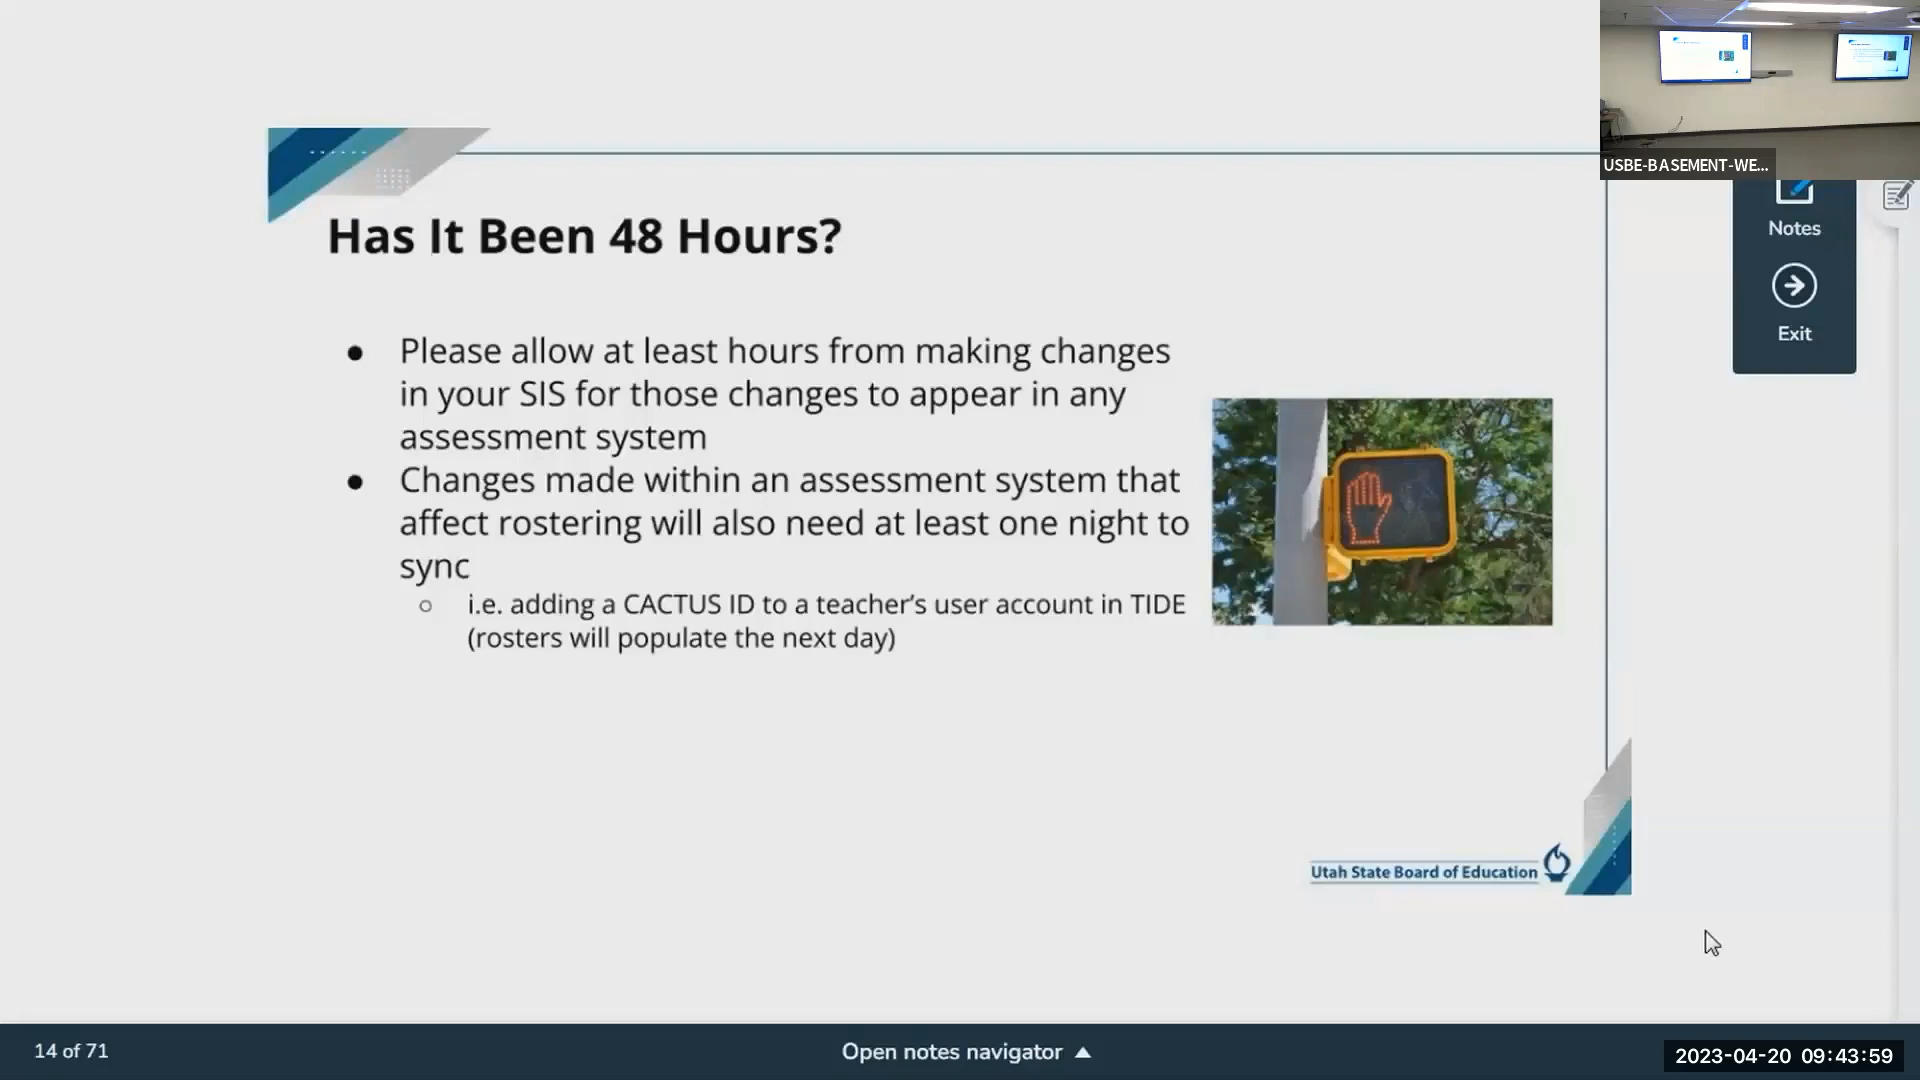 USBE-BASEMENT-WE...
Notes
Exit
Has It Been 48 Hours?
● Please allow at least hours from making changes
in your SIS for those changes to appear in any
assessment system
● Changes made within an assessment system that
affect rostering will also need at least one night to
sync
○ i.e. adding a CACTUS ID to a teacher’s user account in TIDE
(rosters will populate the next day)
Utah State Board of Education
14 of 71
Open notes navigator ▲
2023-04-20 09:43:59